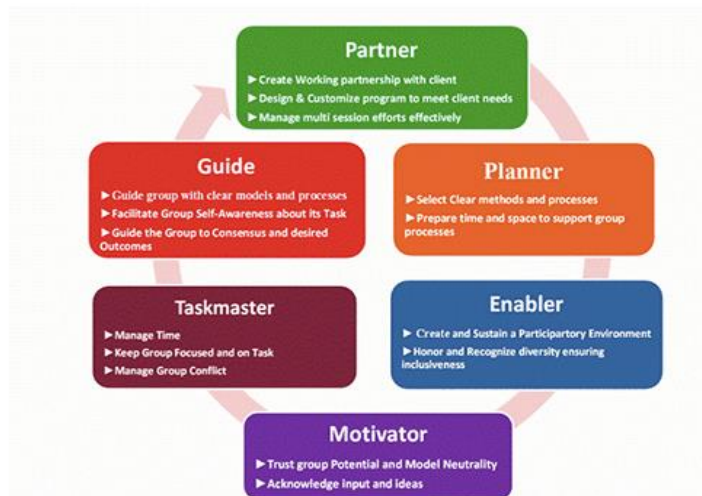 Partner
►Create Working partnership with client
►Design & Customize program to meet client needs
►Manage multi session efforts effectively
Planner
►Select Clear methods and processes
►Prepare time and space to support group
processes
Enabler
►Create and Sustain a Participartory Environment
►Honor and Recognize diversity ensuring
inclusiveness
Motivator
►Trust group Potential and Model Neutrality
►Acknowledge input and ideas
Taskmaster
►Manage Time
►Keep Group Focused and on Task
►Manage Group Conflict
Guide
►Guide group with clear models and processes
►Facilitate Group Self-Awareness about its Task
►Guide the Group to Consensus and desired
Outcomes